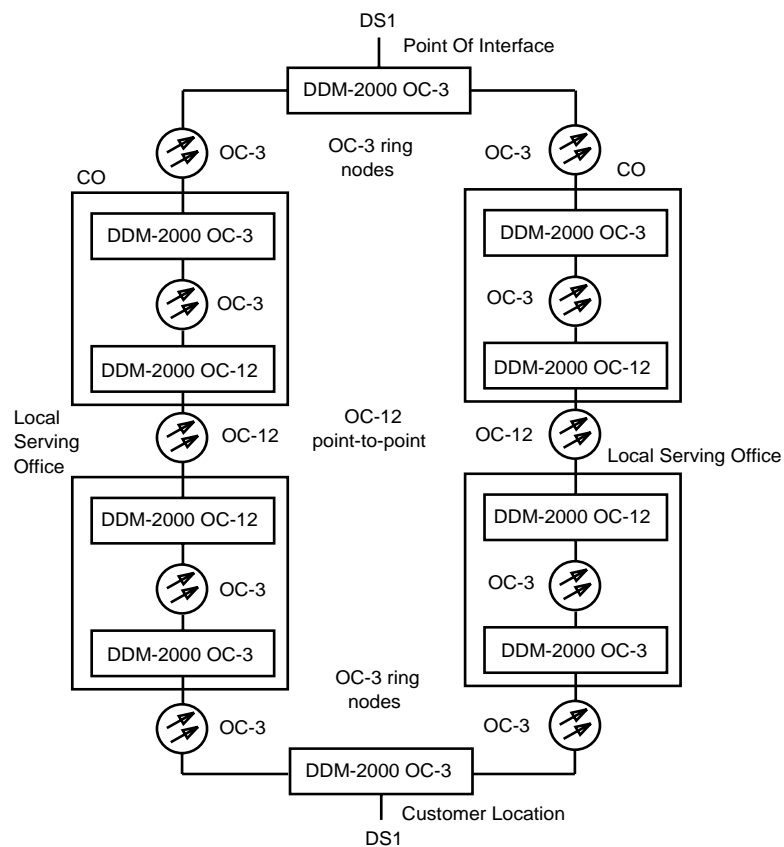 DS1
Point Of Interface
DDM-2000 OC-3
OC-3
OC-3 ring
nodes
OC-3
CO
CO
DDM-2000 OC-3
DDM-2000 OC-3
OC-3
OC-3
DDM-2000 OC-12
DDM-2000 OC-12
Local
Serving
Office
OC-12
OC-12
point-to-point
OC-12
Local Serving Office
DDM-2000 OC-12
DDM-2000 OC-12
OC-3
OC-3
DDM-2000 OC-3
DDM-2000 OC-3
OC-3 ring
nodes
OC-3
OC-3
DDM-2000 OC-3
Customer Location
DS1